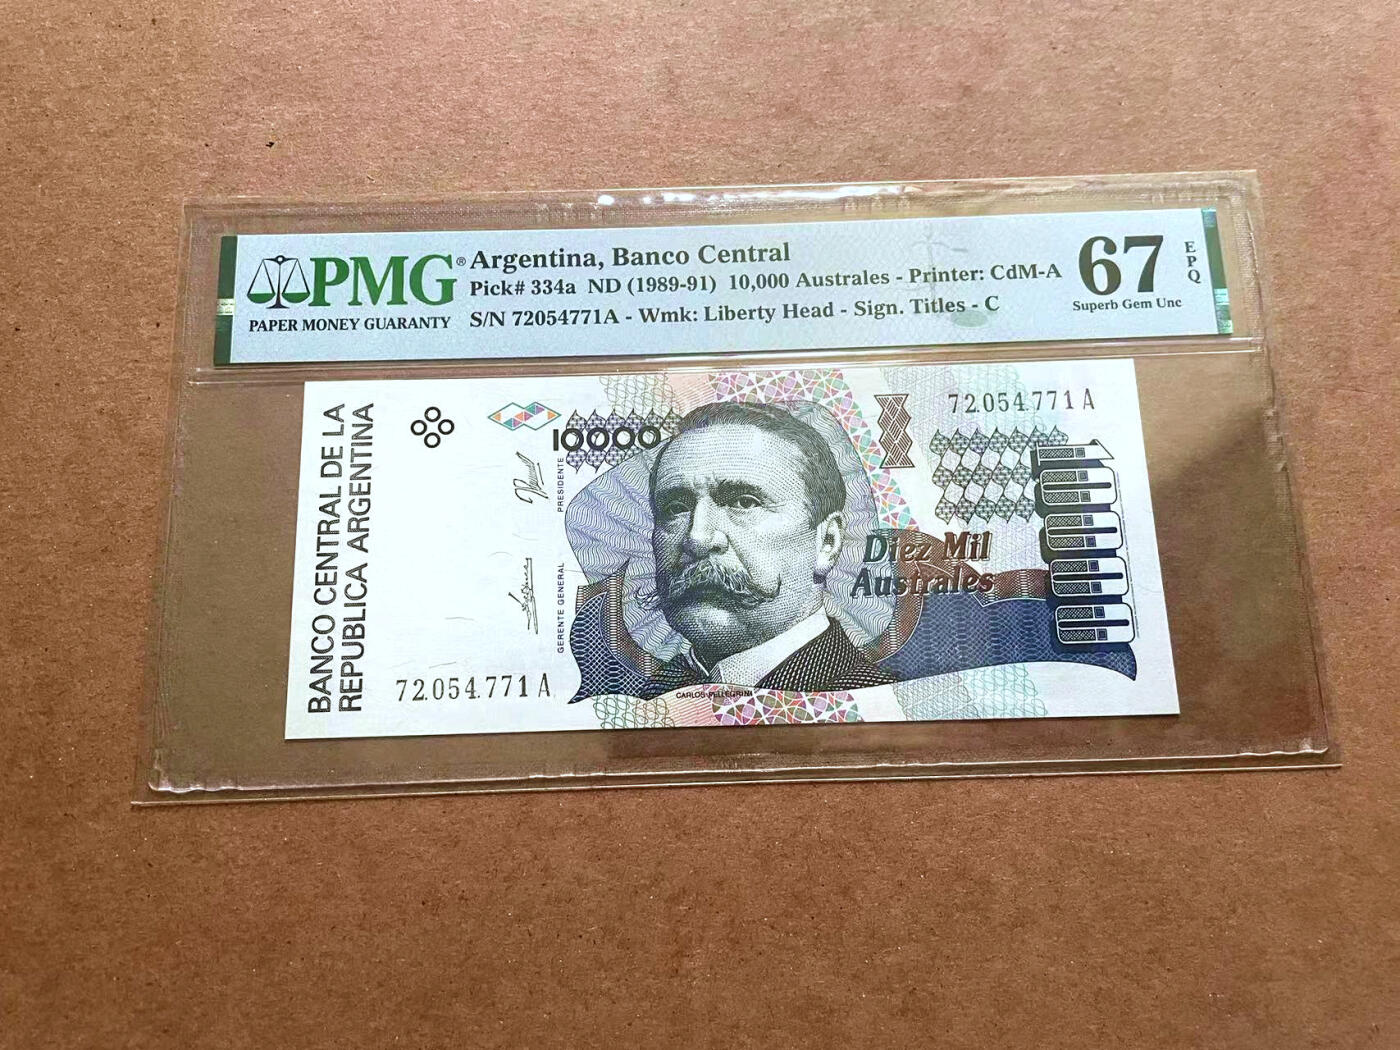 PMG®
PAPER MONEY GUARANTY
Argentina, Banco Central
Pick# 334a ND (1989-91) 10,000 Australes - Printer: CdM-A
S/N 72054771A - Wmk: Liberty Head - Sign. Titles - C
67
EPQ
Superb Gem Unc
BANCO CENTRAL DE LA
REPUBLICA ARGENTINA
10000
PRESIDENTE
GERENTE GENERAL
72.054.771 A
72.054.771 A
Diez Mil
Australes
10000
CARLOS PELLEGRINI